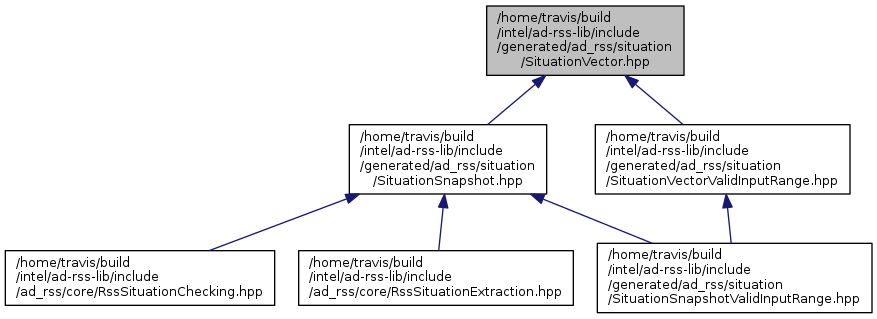 /home/travis/build
/intel/ad-rss-lib/include
/generated/ad_rss/situation
/SituationVector.hpp
/home/travis/build
/intel/ad-rss-lib/include
/generated/ad_rss/situation
/SituationSnapshot.hpp
/home/travis/build
/intel/ad-rss-lib/include
/generated/ad_rss/situation
/SituationVectorValidInputRange.hpp
/home/travis/build
/intel/ad-rss-lib/include
/ad_rss/core/RssSituationChecking.hpp
/home/travis/build
/intel/ad-rss-lib/include
/ad_rss/core/RssSituationExtraction.hpp
/home/travis/build
/intel/ad-rss-lib/include
/generated/ad_rss/situation
/SituationSnapshotValidInputRange.hpp